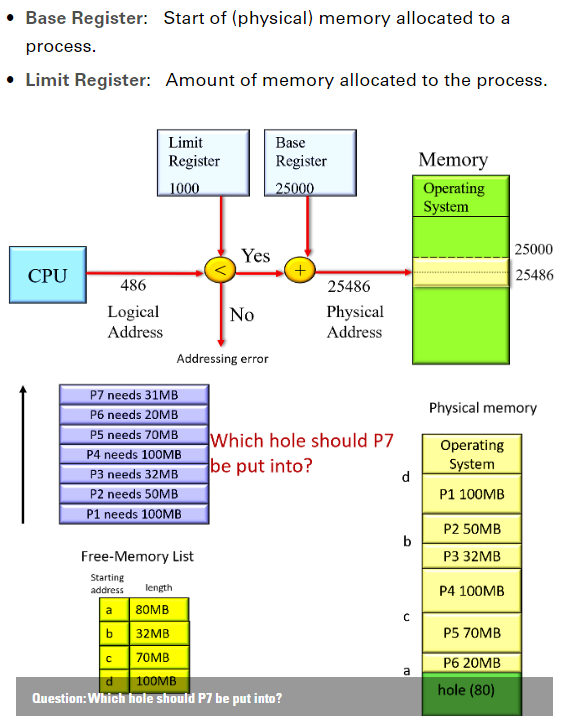 • Base Register: Start of (physical) memory allocated to a
process.
• Limit Register: Amount of memory allocated to the process.
Limit
Register
1000
Base
Register
25000
Memory
Operating
System
CPU
486
Logical
Address
<
Yes
+
No
Addressing error
25486
Physical
Address
25000
25486
P7 needs 31MB
P6 needs 20MB
P5 needs 70MB
P4 needs 100MB
P3 needs 32MB
P2 needs 50MB
P1 needs 100MB
Which hole should P7
be put into?
Free-Memory List
Starting
address
length
a 80MB
b 32MB
c 70MB
d 100MB
Physical memory
Operating
System
d
P1 100MB
P2 50MB
b
P3 32MB
P4 100MB
c
P5 70MB
P6 20MB
a
hole (80)
Question: Which hole should P7 be put into?